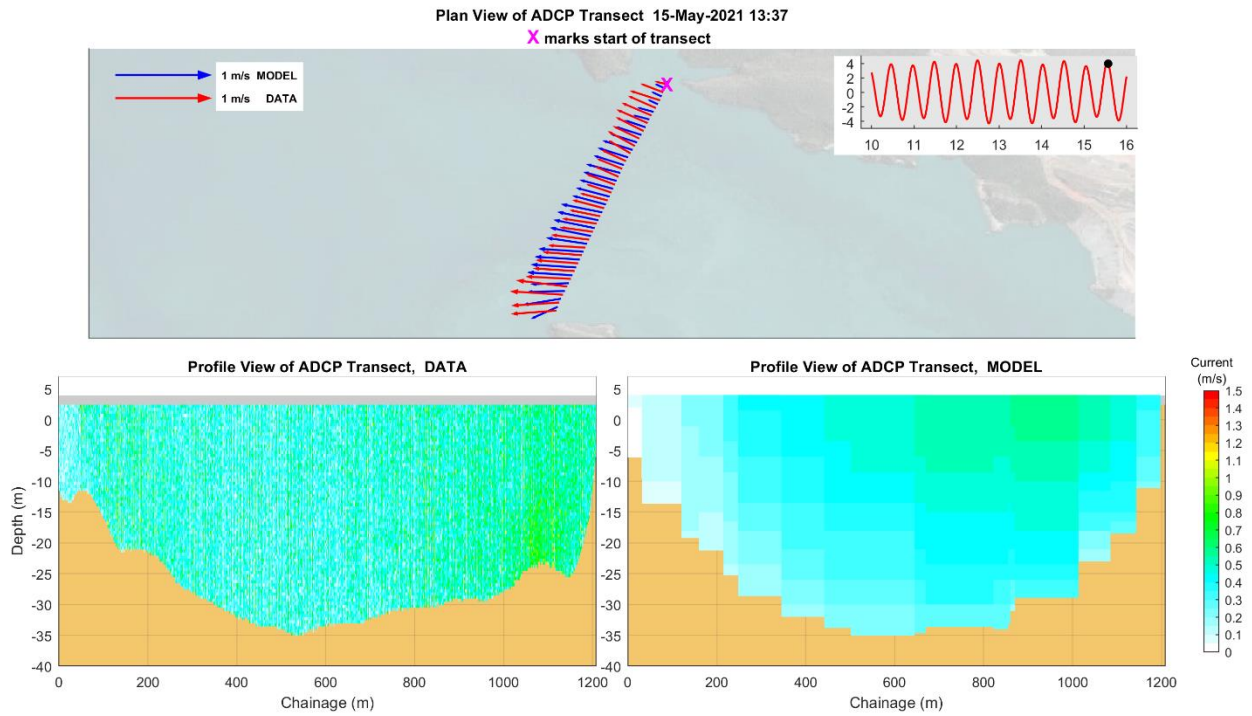 Plan View of ADCP Transect 15-May-2021 13:37
X marks start of transect
1 m/s MODEL
1 m/s DATA
4
2
0
-2
-4
10 11 12 13 14 15 16
Profile View of ADCP Transect, DATA
5
0
-5
-10
-15
-20
-25
-30
-35
-40
Depth (m)
0 200 400 600 800 1000 1200
Chainage (m)
Profile View of ADCP Transect, MODEL
5
0
-5
-10
-15
-20
-25
-30
-35
-40
0 200 400 600 800 1000 1200
Chainage (m)
Current
(m/s)
1.5
1.4
1.3
1.2
1.1
1
0.9
0.8
0.7
0.6
0.5
0.4
0.3
0.2
0.1
0